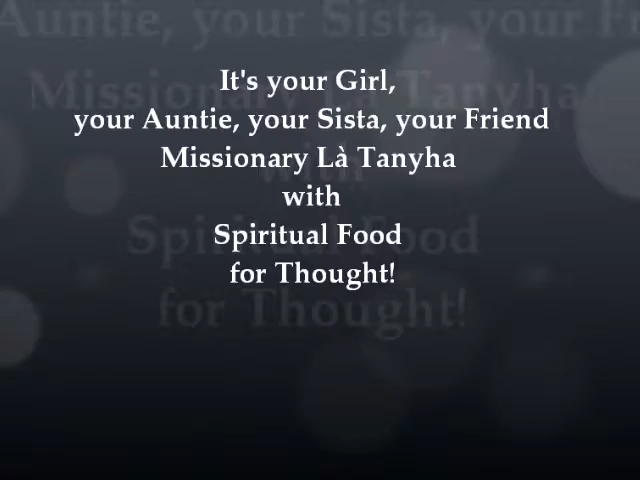 It's your Girl,
your Auntie, your Sista, your Friend
Missionary Là Tanyha
with
Spiritual Food
for Thought!